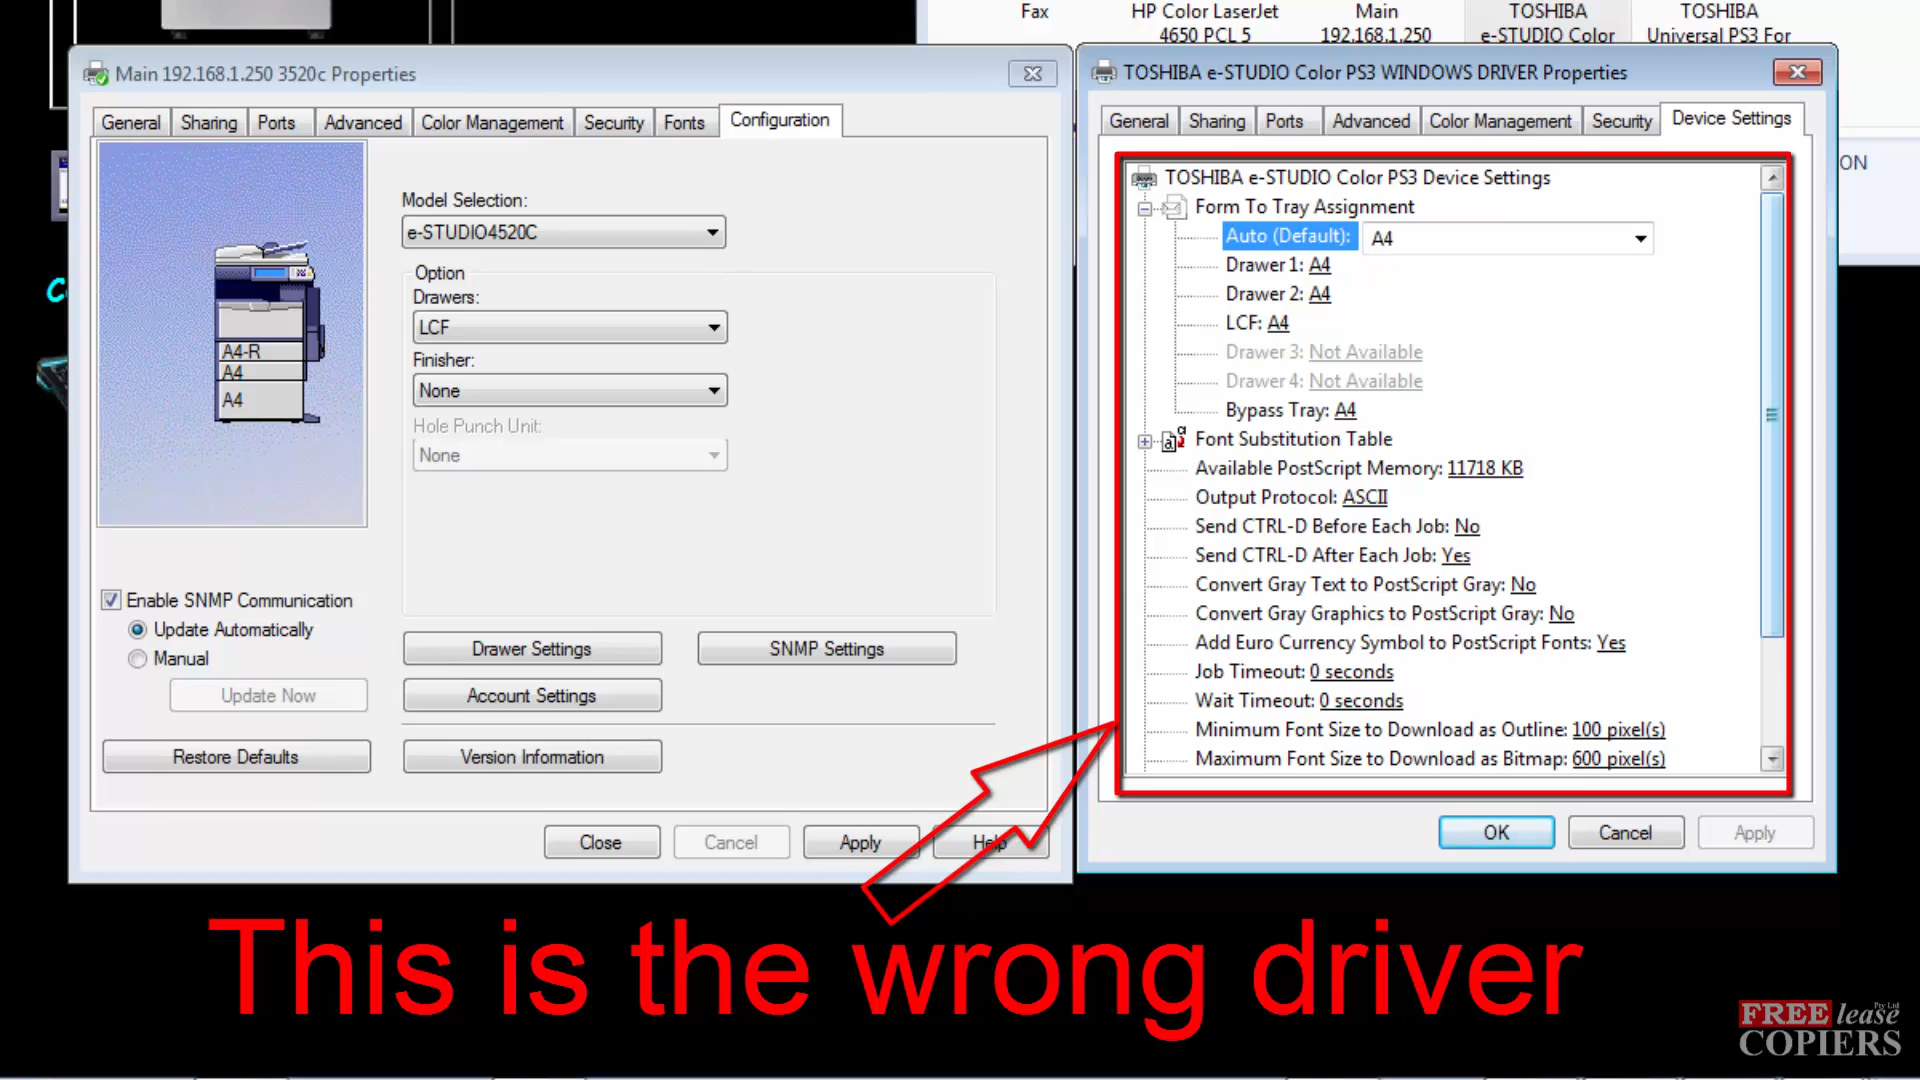 Fax
HP Color LaserJet
4650 PCL 5
Main
192.168.1.250
TOSHIBA
e-STUDIO Color
TOSHIBA
Universal PS3 For
Main 192.168.1.250 3520c Properties
General
Sharing
Ports
Advanced
Color Management
Security
Fonts
Configuration
Model Selection:
e-STUDIO4520C
Option
Drawers:
LCF
Finisher:
None
Hole Punch Unit:
None
A4-R
A4
A4
Enable SNMP Communication
Update Automatically
Manual
Update Now
Restore Defaults
Drawer Settings
SNMP Settings
Account Settings
Version Information
Close
Cancel
Apply
Help
TOSHIBA e-STUDIO Color PS3 WINDOWS DRIVER Properties
General
Sharing
Ports
Advanced
Color Management
Security
Device Settings
TOSHIBA e-STUDIO Color PS3 Device Settings
Form To Tray Assignment
Auto (Default): A4
Drawer 1: A4
Drawer 2: A4
LCF: A4
Drawer 3: Not Available
Drawer 4: Not Available
Bypass Tray: A4
Font Substitution Table
Available PostScript Memory: 11718 KB
Output Protocol: ASCII
Send CTRL-D Before Each Job: No
Send CTRL-D After Each Job: Yes
Convert Gray Text to PostScript Gray: No
Convert Gray Graphics to PostScript Gray: No
Add Euro Currency Symbol to PostScript Fonts: Yes
Job Timeout: 0 seconds
Wait Timeout: 0 seconds
Minimum Font Size to Download as Outline: 100 pixel(s)
Maximum Font Size to Download as Bitmap: 600 pixel(s)
OK
Cancel
Apply
ON
This is the wrong driver
FREE lease Pty Ltd
COPIERS